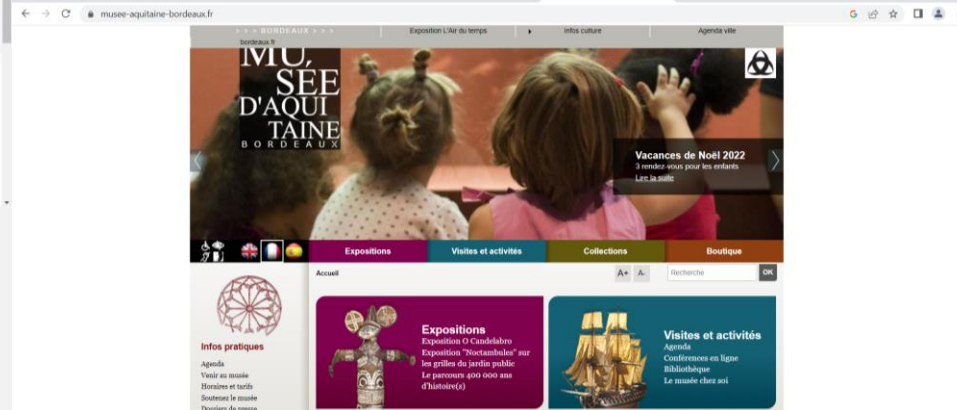 musee-aquitaine-bordeaux.fr
> > > BORDEAUX > > >
Exposition L'Air du temps
Infos culture
Agenda ville
bordeaux.fr
MU,
SÉE
D'AQUI
TAINE
BORDEAUX
Vacances de Noël 2022
3 rendez-vous pour les enfants
Lire la suite
Expositions
Visites et activités
Collections
Boutique
Accueil
A+ A-
Recherche
OK
Infos pratiques
Agenda
Venir au musée
Horaires et tarifs
Soutenez le musée
Dossiers de presse
Expositions
Exposition O Candelabro
Exposition "Noctambules" sur
les grilles du jardin public
Le parcours 400 000 ans
d'histoire(s)
Visites et activités
Agenda
Conférences en ligne
Bibliothèque
Le musée chez soi